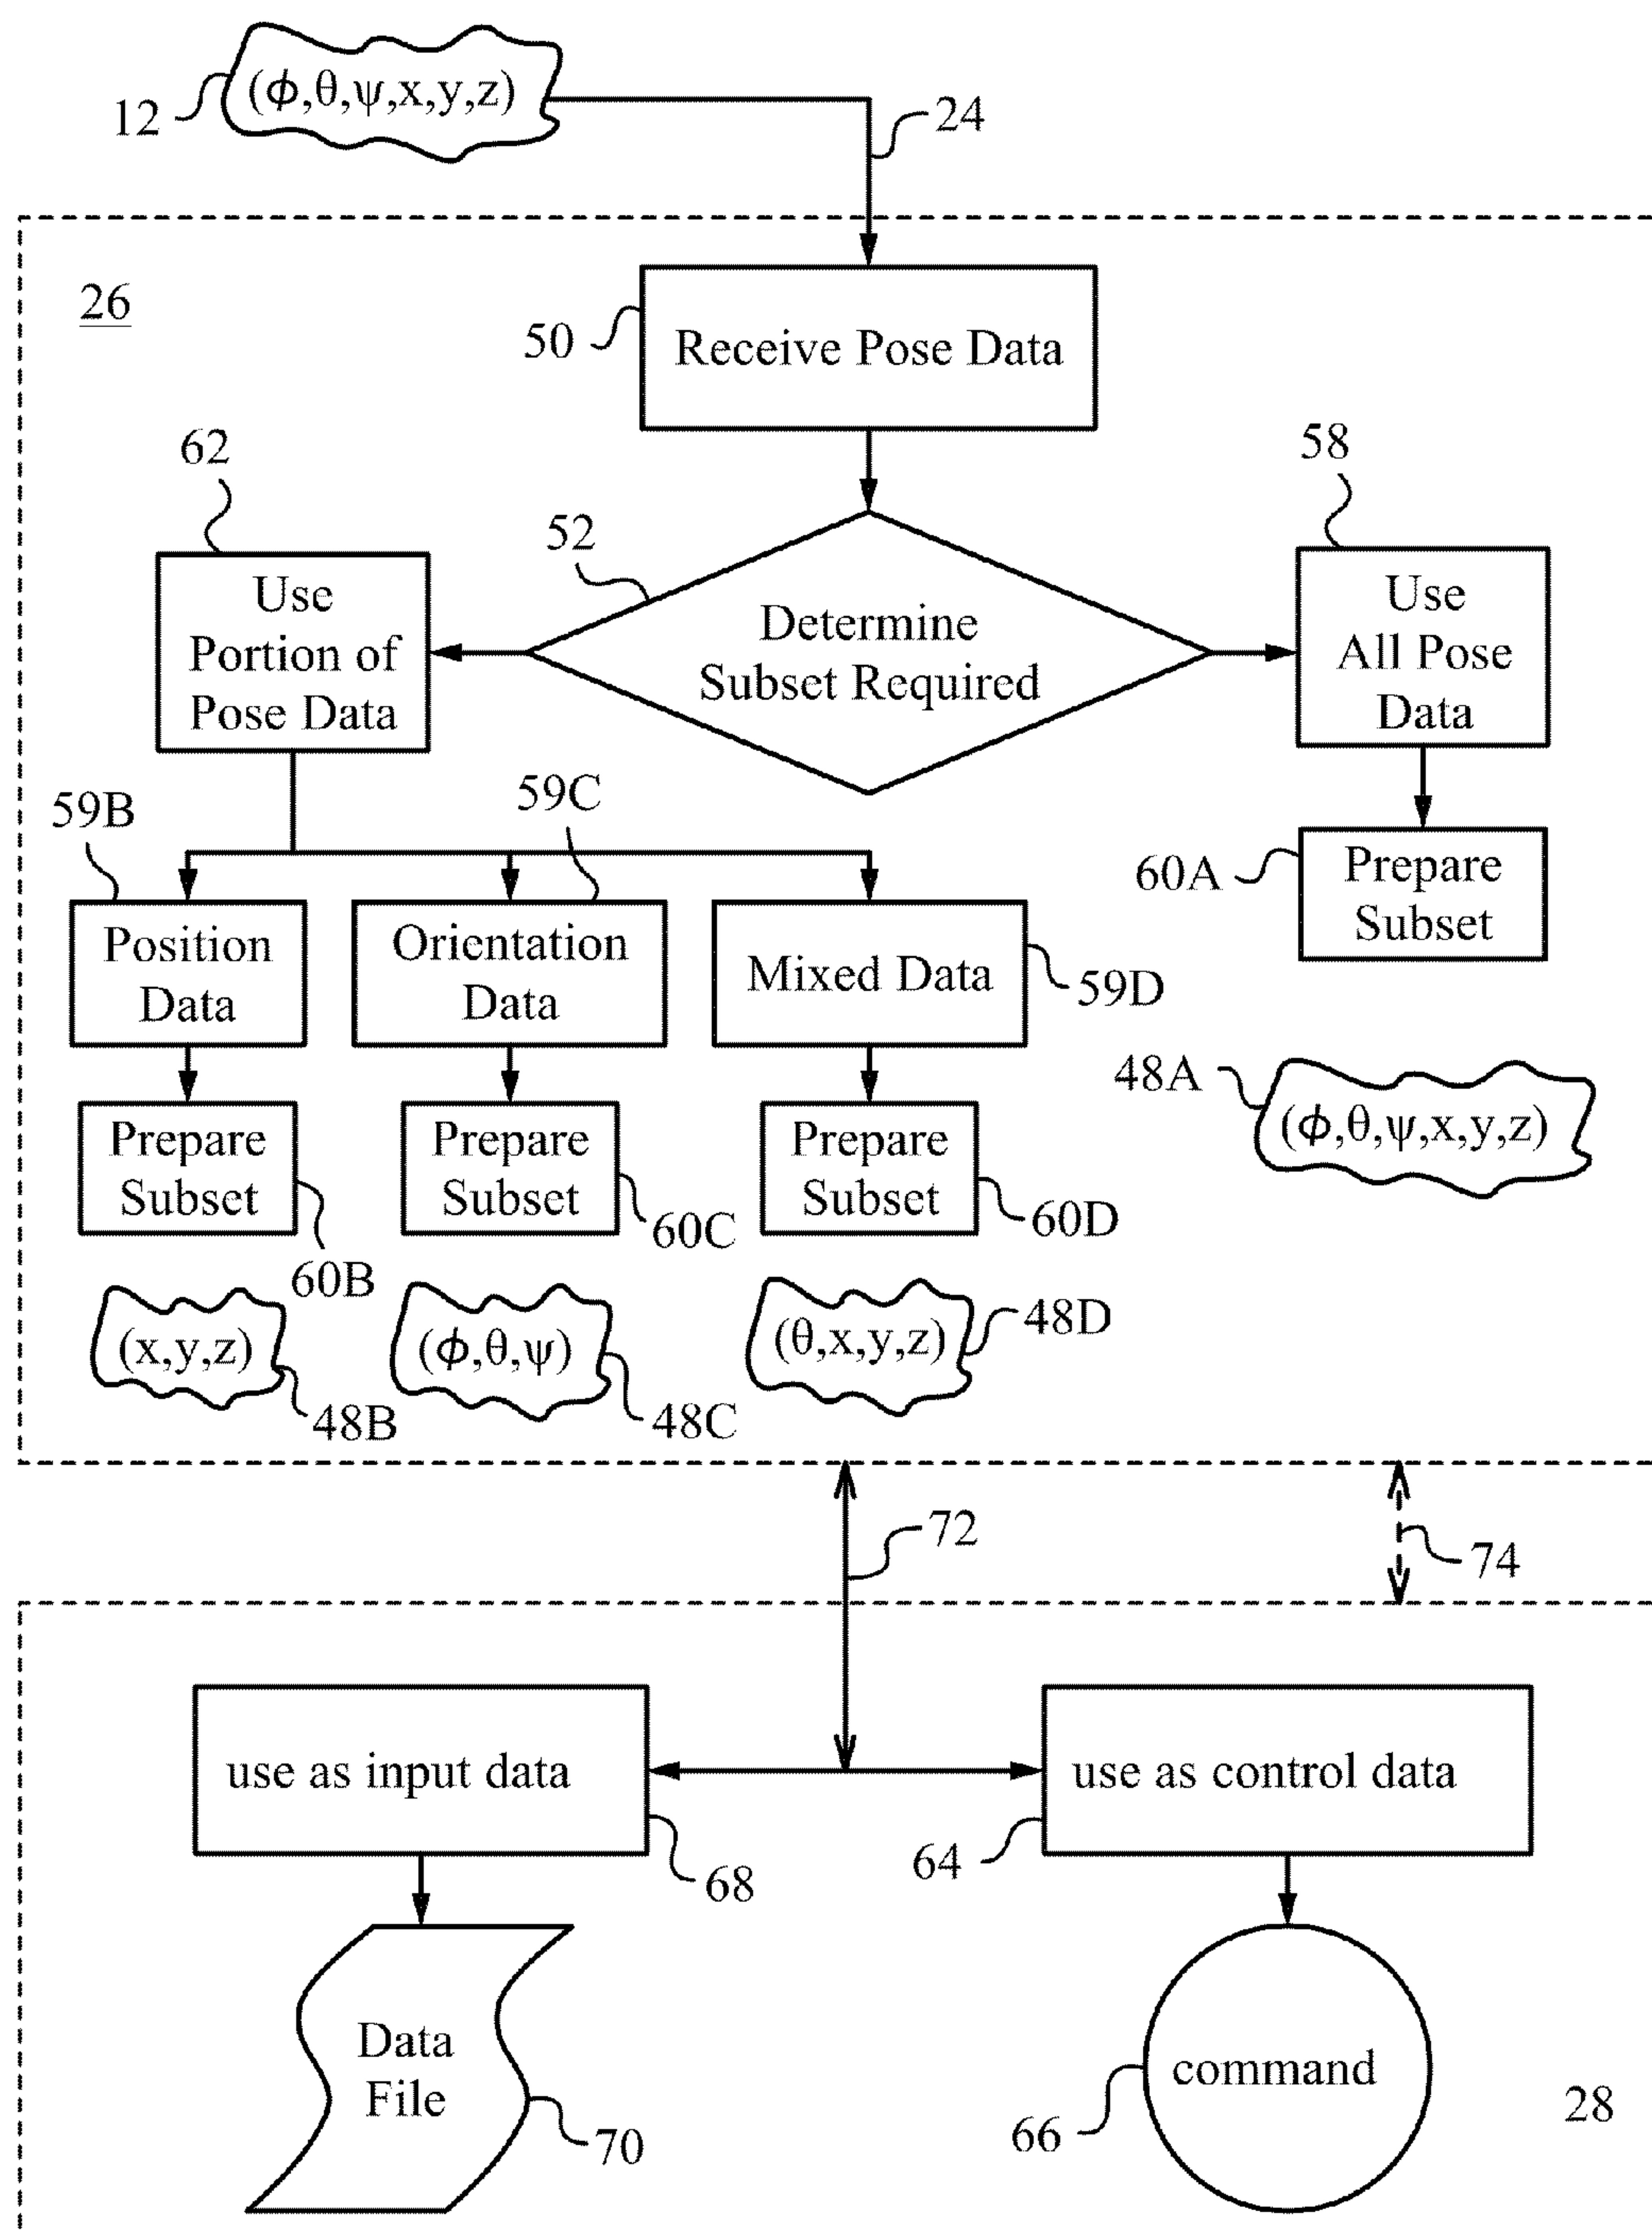 (ϕ,θ,ψ,x,y,z)
12
24
26
50
Receive Pose Data
62
58
52
Use
Portion of
Pose Data
Determine
Subset Required
Use
All Pose
Data
59B
59C
60A
Prepare
Subset
Position
Data
Orientation
Data
Mixed Data
59D
48A
(ϕ,θ,ψ,x,y,z)
Prepare
Subset
Prepare
Subset
Prepare
Subset
60B
60C
60D
(x,y,z)
48B
(ϕ,θ,ψ)
48C
(θ,x,y,z)
48D
72
74
use as input data
68
use as control data
64
Data
File
70
command
66
28